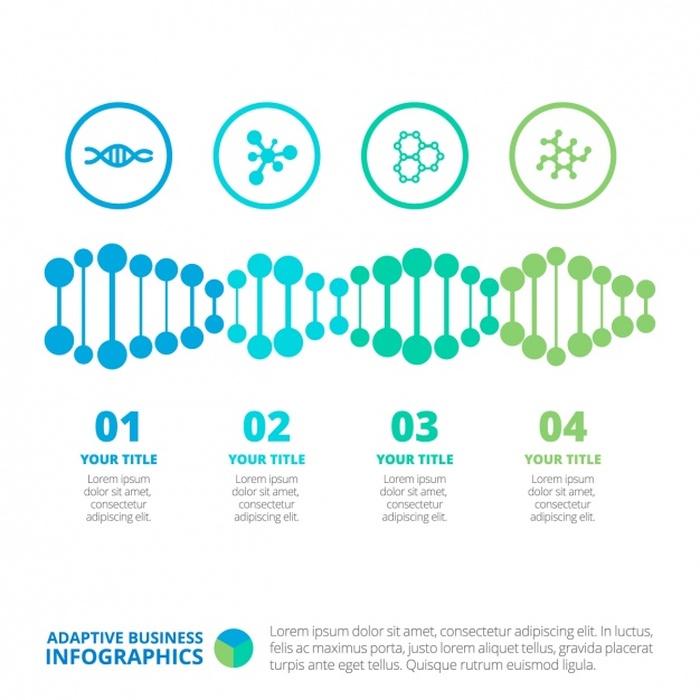 01
YOUR TITLE
Lorem ipsum
dolor sit amet,
consectetur
adipiscing elit.
02
YOUR TITLE
Lorem ipsum
dolor sit amet,
consectetur
adipiscing elit.
03
YOUR TITLE
Lorem ipsum
dolor sit amet,
consectetur
adipiscing elit.
04
YOUR TITLE
Lorem ipsum
dolor sit amet,
consectetur
adipiscing elit.
ADAPTIVE BUSINESS
INFOGRAPHICS
Lorem ipsum dolor sit amet, consectetur adipiscing elit. In luctus,
felis ac maximus porta, justo lorem aliquet tellus, gravida placerat
turpis ante eget tellus. Quisque rutrum euismod ligula.